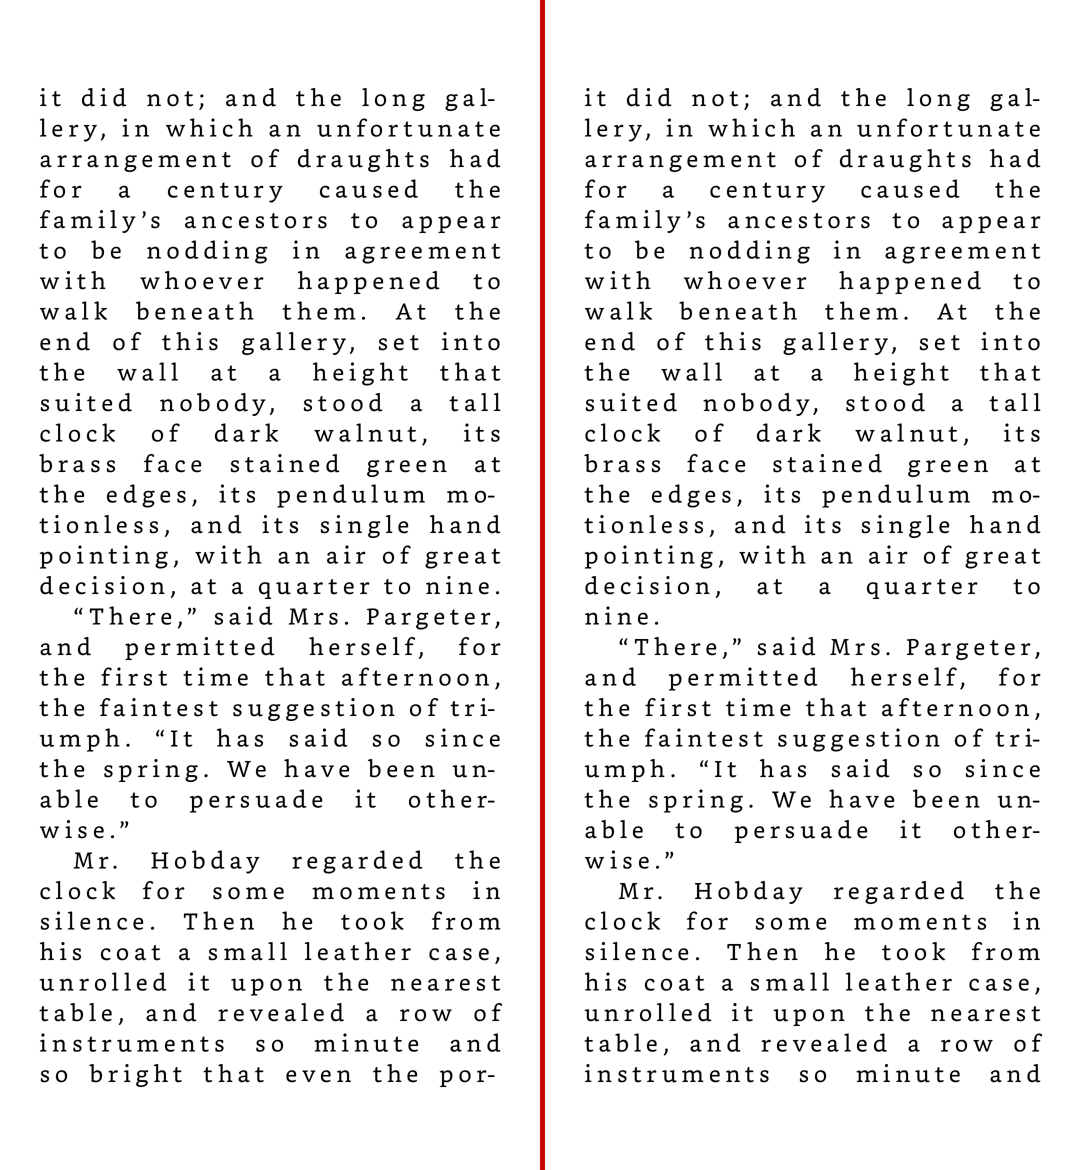 it did not; and the long gal-
lery, in which an unfortunate
arrangement of draughts had
for a century caused the
family’s ancestors to appear
to be nodding in agreement
with whoever happened to
walk beneath them. At the
end of this gallery, set into
the wall at a height that
suited nobody, stood a tall
clock of dark walnut, its
brass face stained green at
the edges, its pendulum mo-
tionless, and its single hand
pointing, with an air of great
decision, at a quarter to nine.
“There,” said Mrs. Pargeter,
and permitted herself, for
the first time that afternoon,
the faintest suggestion of tri-
umph. “It has said so since
the spring. We have been un-
able to persuade it other-
wise.”
Mr. Hobday regarded the
clock for some moments in
silence. Then he took from
his coat a small leather case,
unrolled it upon the nearest
table, and revealed a row of
instruments so minute and
so bright that even the por-
it did not; and the long gal-
lery, in which an unfortunate
arrangement of draughts had
for a century caused the
family’s ancestors to appear
to be nodding in agreement
with whoever happened to
walk beneath them. At the
end of this gallery, set into
the wall at a height that
suited nobody, stood a tall
clock of dark walnut, its
brass face stained green at
the edges, its pendulum mo-
tionless, and its single hand
pointing, with an air of great
decision, at a quarter to
nine.
“There,” said Mrs. Pargeter,
and permitted herself, for
the first time that afternoon,
the faintest suggestion of tri-
umph. “It has said so since
the spring. We have been un-
able to persuade it other-
wise.”
Mr. Hobday regarded the
clock for some moments in
silence. Then he took from
his coat a small leather case,
unrolled it upon the nearest
table, and revealed a row of
instruments so minute and